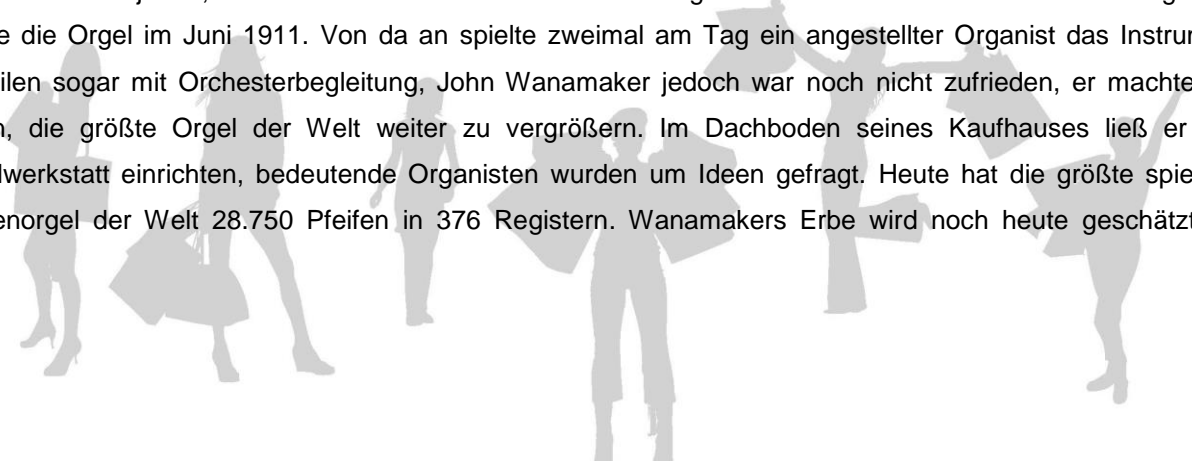 e die Orgel im Juni 1911. Von da an spielte zweimal am Tag ein angestellter Organist das Instru
ilen sogar mit Orchesterbegleitung, John Wanamaker jedoch war noch nicht zufrieden, er machte
n, die größte Orgel der Welt weiter zu vergrößern. Im Dachboden seines Kaufhauses ließ er
lwerkstatt einrichten, bedeutende Organisten wurden um Ideen gefragt. Heute hat die größte spie
enorgel der Welt 28.750 Pfeifen in 376 Registern. Wanamakers Erbe wird noch heute geschätzt